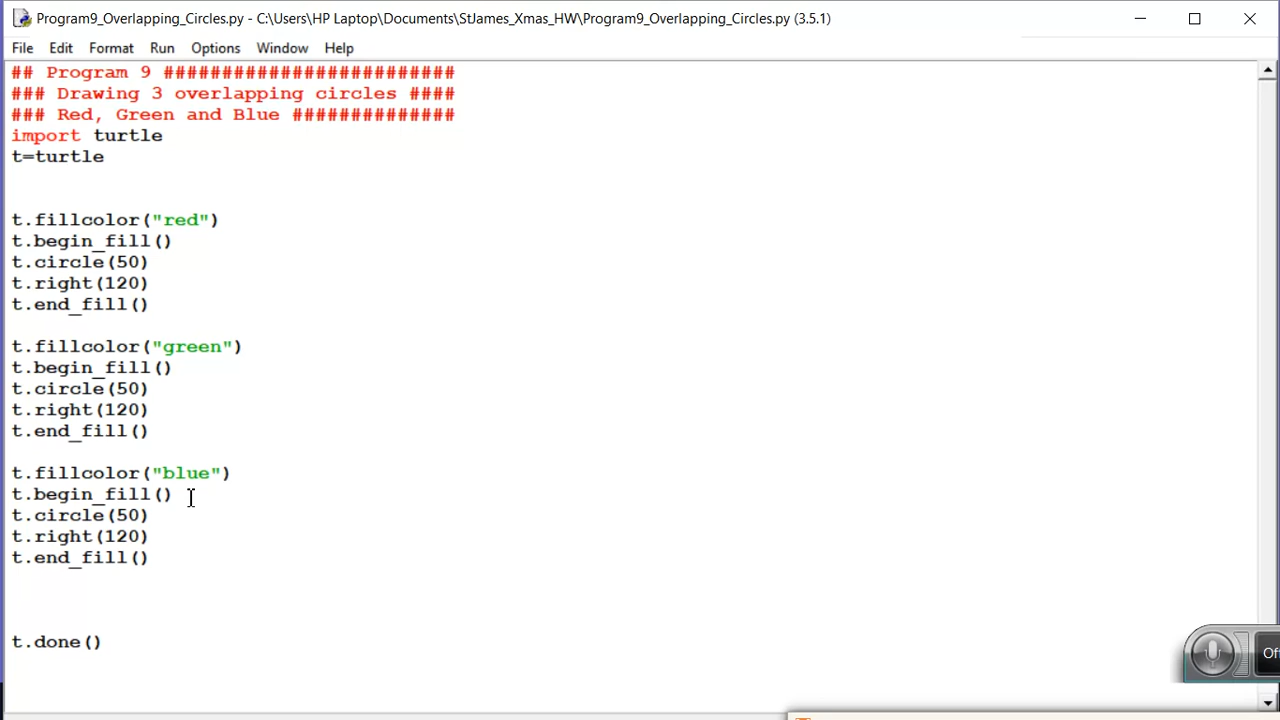 Program9_Overlapping_Circles.py - C:\Users\HP Laptop\Documents\StJames_Xmas_HW\Program9_Overlapping_Circles.py (3.5.1)
File Edit Format Run Options Window Help
## Program 9 #########################
### Drawing 3 overlapping circles ####
### Red, Green and Blue ##############
import turtle
t=turtle
t.fillcolor("red")
t.begin_fill()
t.circle(50)
t.right(120)
t.end_fill()
t.fillcolor("green")
t.begin_fill()
t.circle(50)
t.right(120)
t.end_fill()
t.fillcolor("blue")
t.begin_fill()
t.circle(50)
t.right(120)
t.end_fill()
t.done()